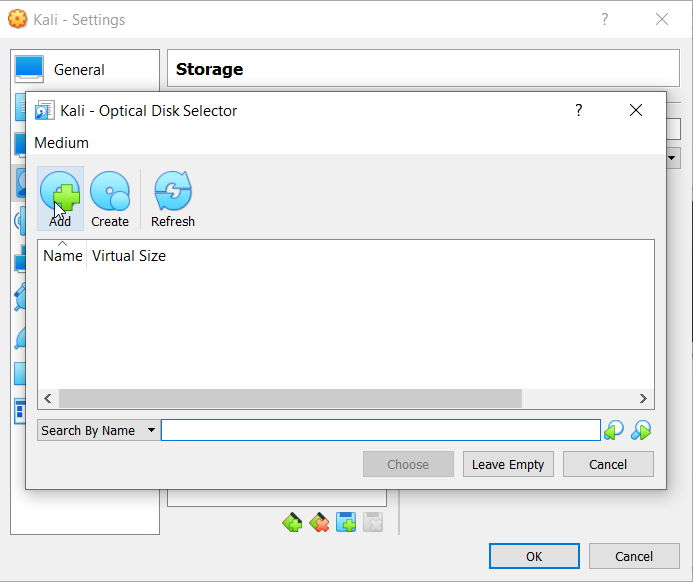 Kali - Settings
?
General
Storage
Kali - Optical Disk Selector
?
Medium
Add
Create
Refresh
Name
Virtual Size
Search By Name
Choose
Leave Empty
Cancel
OK
Cancel